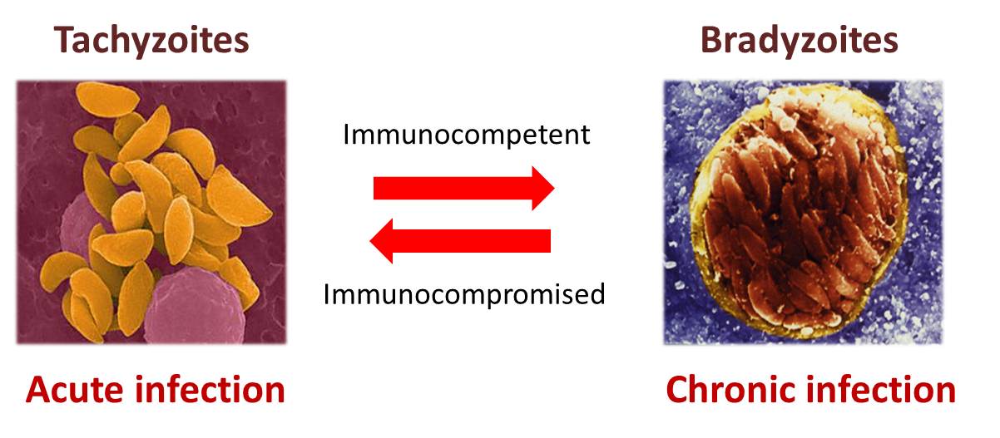 Tachyzoites
Bradyzoites
Immunocompetent
Immunocompromised
Acute infection
Chronic infection